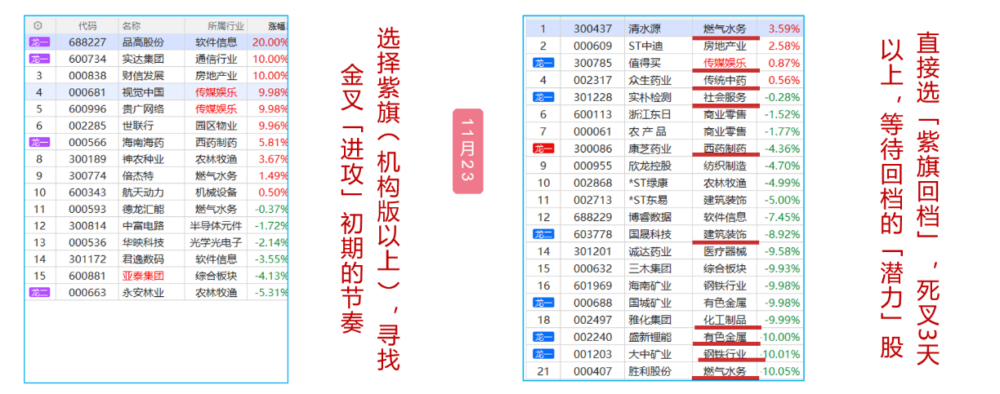 代码 名称 所属行业 涨幅
龙一 688227 品高股份 软件信息 20.00%
龙一 600734 实达集团 通信行业 10.00%
3 000838 财信发展 房地产业 10.00%
4 000681 视觉中国 传媒娱乐 9.98%
5 600996 贵广网络 传媒娱乐 9.98%
6 002285 世联行 园区物业 9.96%
龙一 000566 海南海药 西药制药 5.81%
8 300189 神农种业 农林牧渔 3.67%
9 300774 倍杰特 燃气水务 1.49%
10 600343 航天动力 机械设备 0.50%
11 000593 德龙汇能 燃气水务 -0.37%
12 300814 中富电路 半导体元件 -1.72%
13 000536 华映科技 光学光电子 -2.14%
14 301172 君逸数码 软件信息 -3.55%
15 600881 亚泰集团 综合板块 -4.13%
龙二 000663 永安林业 农林牧渔 -5.31%
选择紫旗（机构版以上），寻找
金叉「进攻」初期的节奏
11月23
1 300437 清水源 燃气水务 3.59%
2 000609 ST中迪 房地产业 2.58%
龙一 300785 值得买 传媒娱乐 0.87%
4 002317 众生药业 传统中药 0.56%
龙一 301228 实朴检测 社会服务 -0.28%
6 600113 浙江东日 商业零售 -1.52%
7 000061 农产品 商业零售 -1.77%
龙一 300086 康芝药业 西药制药 -4.36%
9 000955 欣龙控股 纺织制造 -4.70%
10 002868 *ST绿康 农林牧渔 -4.99%
11 002713 *ST东易 建筑装饰 -5.00%
12 688229 博睿数据 软件信息 -7.45%
龙二 603778 国晟科技 建筑装饰 -8.92%
14 301201 诚达药业 医疗器械 -9.58%
15 000632 三木集团 综合板块 -9.93%
16 601969 海南矿业 钢铁行业 -9.98%
龙一 000688 国城矿业 有色金属 -9.98%
18 002497 雅化集团 化工制品 -9.99%
龙一 002240 盛新锂能 有色金属 -10.00%
龙一 001203 大中矿业 钢铁行业 -10.01%
21 000407 胜利股份 燃气水务 -10.05%
直接选「紫旗回档」，死叉3天
以上，等待回档的「潜力」股